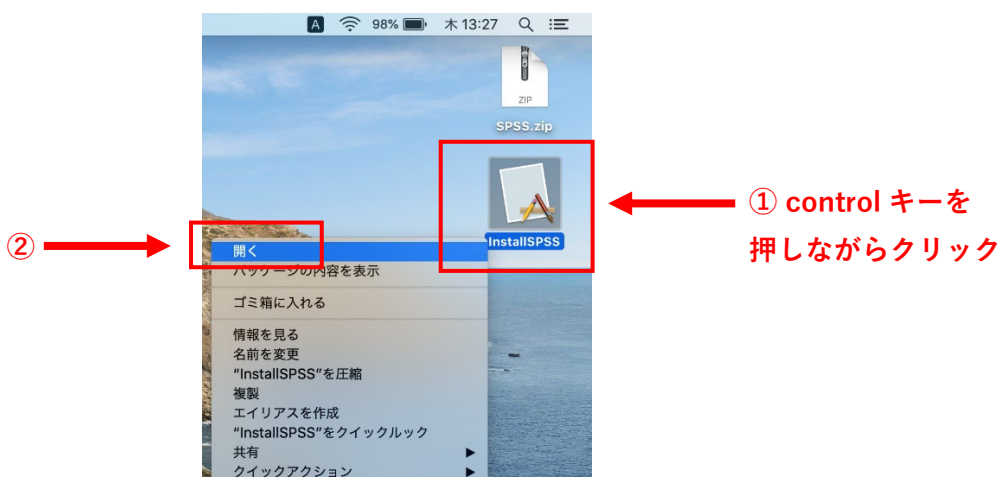 A 98% 木 13:27
ZIP
SPSS.zip
① control キーを
押しながらクリック
InstallSPSS
②
開く
パッケージの内容を表示
ゴミ箱に入れる
情報を見る
名前を変更
“InstallSPSS”を圧縮
複製
エイリアスを作成
“InstallSPSS”をクイックルック
共有
クイックアクション